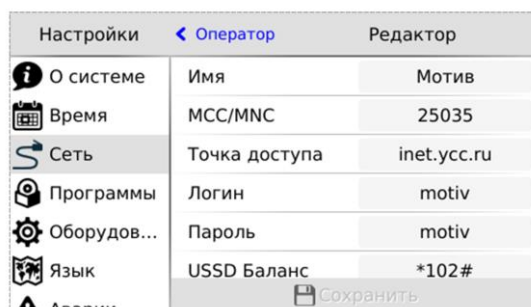 Настройки
Оператор
Редактор
О системе
Время
Сеть
Программы
Оборудов...
Язык
Имя
Мотив
MCC/MNC
25035
Точка доступа
inet.ycc.ru
Логин
motiv
Пароль
motiv
USSD Баланс
*102#
Сохранить